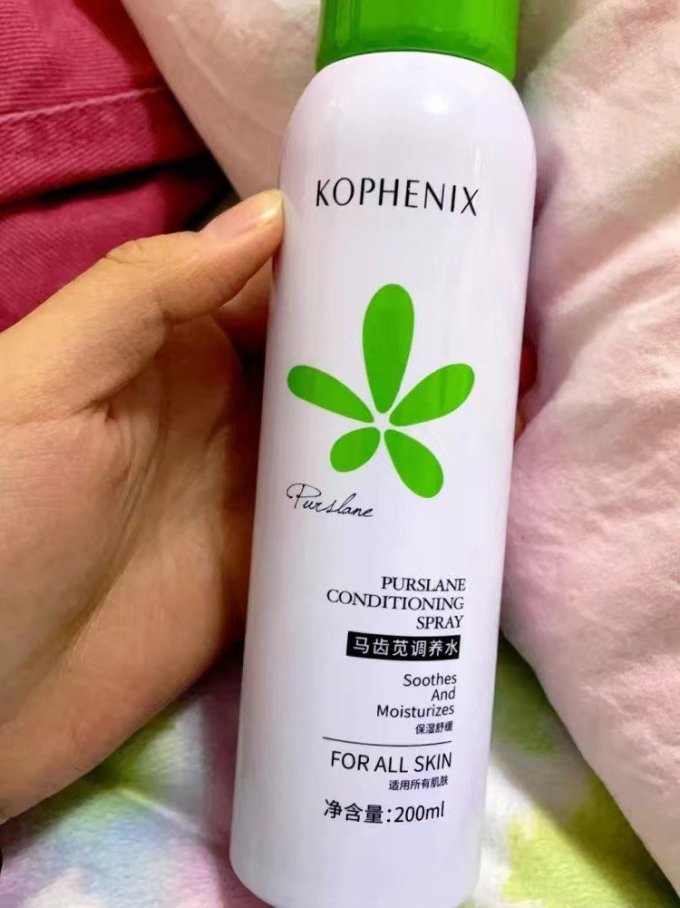 KOPHENIX
Purslane
PURSLANE
CONDITIONING
SPRAY
马齿苋调养水
Soothes
And
Moisturizes
保湿舒缓
FOR ALL SKIN
适用所有肌肤
净含量:200ml